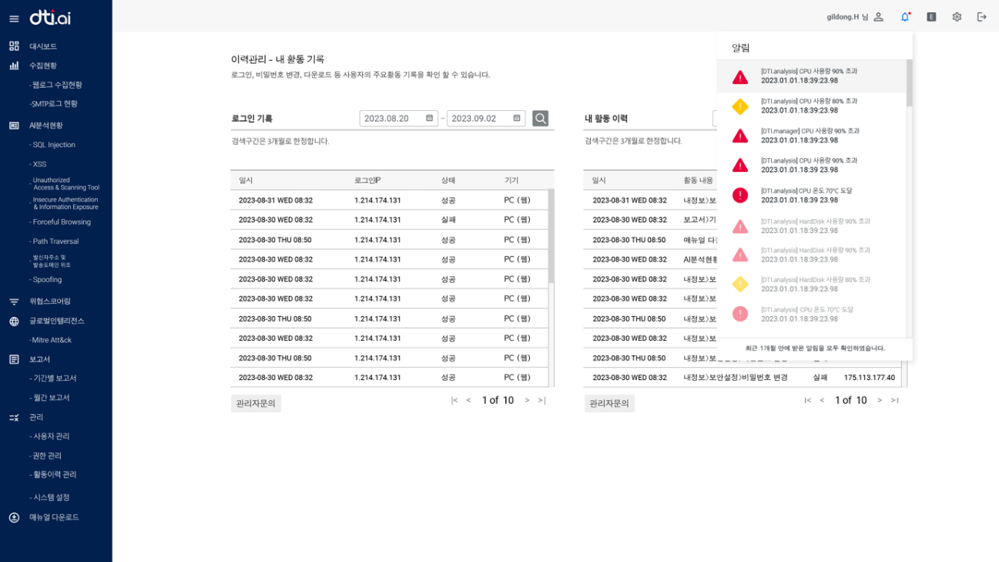 dti.ai
gildong.H 님
E
대시보드
수집현황
- 웹로그 수집현황
-SMTP로그 현황
AI분석현황
- SQL Injection
- XSS
- Unauthorized
Access & Scanning Tool
- Insecure Authentication
& Information Exposure
- Forceful Browsing
- Path Traversal
- 발신자주소 및
발송도메인 위조
- Spoofing
위협스코어링
글로벌인텔리전스
-Mitre Att&ck
보고서
- 기간별 보고서
- 월간 보고서
관리
- 사용자 관리
- 권한 관리
- 활동이력 관리
- 시스템 설정
매뉴얼 다운로드
이력관리 - 내 활동 기록
로그인, 비밀번호 변경, 다운로드 등 사용자의 주요활동 기록을 확인 할 수 있습니다.
로그인 기록
2023.08.20 - 2023.09.02
검색구간은 3개월로 한정합니다.
일시 로그인IP 상태 기기
2023-08-31 WED 08:32 1.214.174.131 성공 PC (웹)
2023-08-30 WED 08:32 1.214.174.131 실패 PC (웹)
2023-08-30 THU 08:50 1.214.174.131 성공 PC (웹)
2023-08-30 WED 08:32 1.214.174.131 성공 PC (웹)
2023-08-30 WED 08:32 1.214.174.131 성공 PC (웹)
2023-08-30 WED 08:32 1.214.174.131 성공 PC (웹)
2023-08-30 THU 08:50 1.214.174.131 성공 PC (웹)
2023-08-30 WED 08:32 1.214.174.131 성공 PC (웹)
2023-08-30 THU 08:50 1.214.174.131 성공 PC (웹)
2023-08-30 WED 08:32 1.214.174.131 성공 PC (웹)
관리자문의
|< < 1 of 10 > >|
내 활동 이력
검색구간은 3개월로 한정합니다.
일시 활동 내용
2023-08-31 WED 08:32 내정보>보
2023-08-30 WED 08:32 보고서>기
2023-08-30 THU 08:50 매뉴얼
2023-08-30 WED 08:32 AI분석현황
2023-08-30 WED 08:32 내정보>보
2023-08-30 WED 08:32 내정보>보
2023-08-30 THU 08:50 내정보>보
2023-08-30 WED 08:32 내정보>보
2023-08-30 THU 08:50 내정보>보
2023-08-30 WED 08:32 내정보>보안설정>비밀번호 변경 실패 175.113.177.40
관리자문의
|< < 1 of 10 > >|
알림
[DTI.analysis] CPU 사용량 90% 초과
2023.01.01.18:39:23.98
[DTI.analysis] CPU 사용량 80% 초과
2023.01.01.18:39:23.98
[DTI.manager] CPU 사용량 90% 초과
2023.01.01.18:39:23.98
[DTI.analysis] CPU 사용량 90% 초과
2023.01.01.18:39 23.98
[DTI.analysis] CPU 온도 70℃ 도달
2023.01.01.18:39 23.98
[DTI.analysis] HardDisk 사용량 90% 초과
2023.01.01.18:39:23.98
[DTI.analysis] HardDisk 사용량 90% 초과
2023.01.01.18:39:23.98
[DTI.analysis] HardDisk 사용량 80% 초과
2023.01.01.18:39:23.98
[DTI.analysis] CPU 온도 70℃ 도달
2023.01.01.18:39:23.98
최근 1개월 안에 받은 알림을 모두 확인하였습니다.